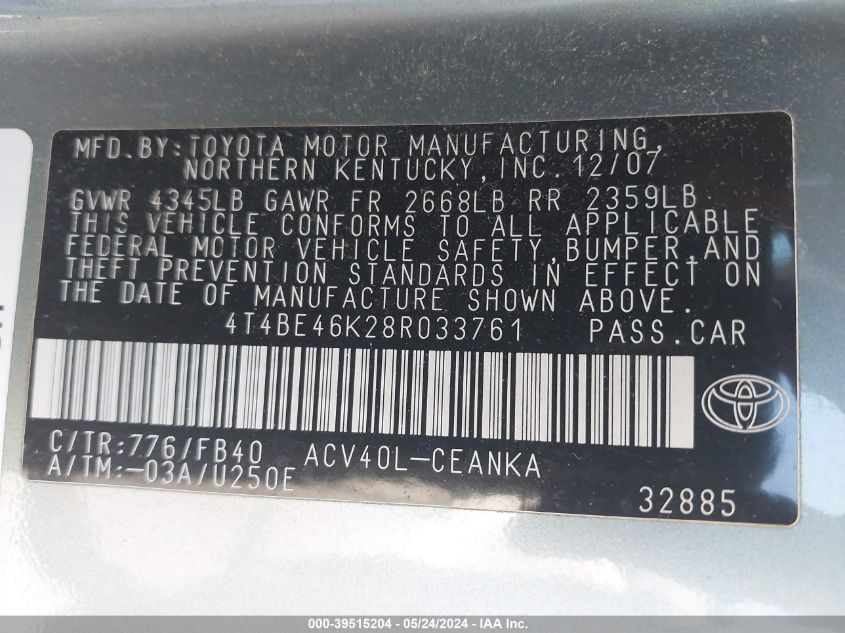 MFD.BY:TOYOTA MOTOR MANUFACTURING,
NORTHERN KENTUCKY,INC.12/07
GVWR 4345LB GAWR FR 2668LB RR 2359LB
THIS VEHICLE CONFORMS TO ALL APPLICABLE
FEDERAL MOTOR VEHICLE SAFETY,BUMPER,AND
THEFT PREVENTION STANDARDS IN EFFECT ON
THE DATE OF MANUFACTURE SHOWN ABOVE.
4T4BE46K28R033761 PASS.CAR
C/TR:776/FB40 ACV40L-CEANKA
A/TM:-03A/U250E
32885
000-39515204 - 05/24/2024 - IAA Inc.